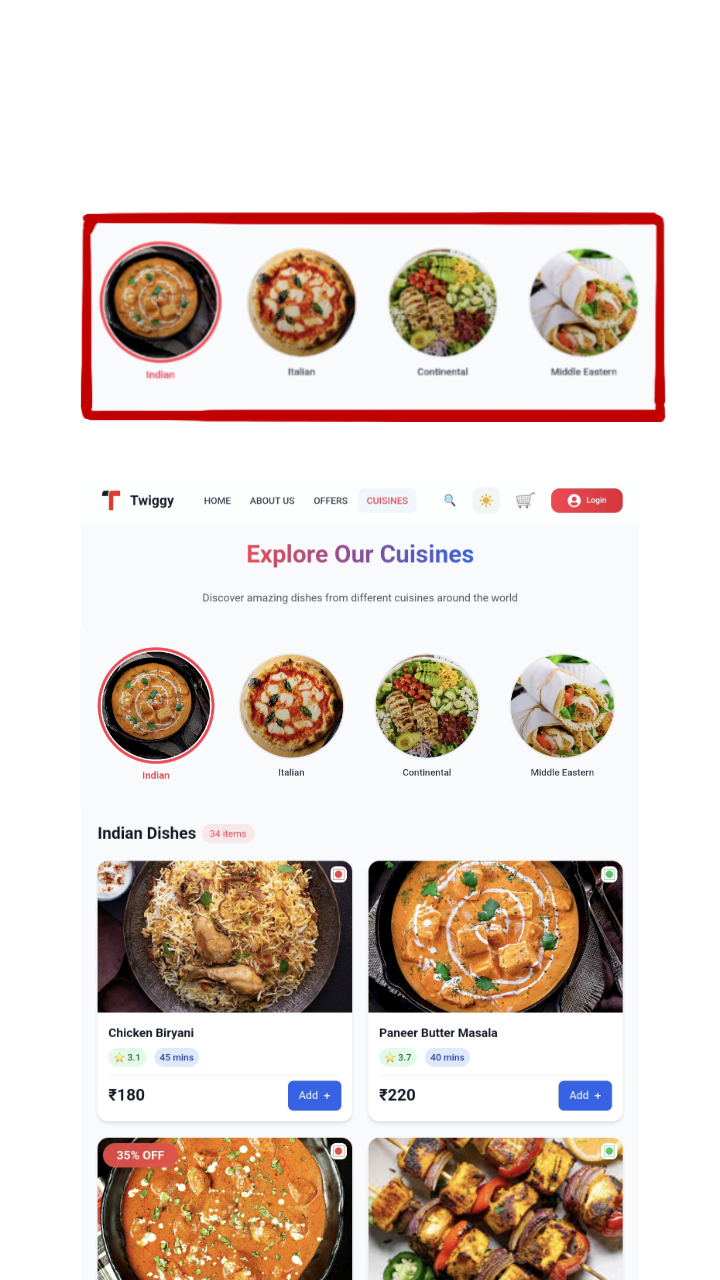 Indian Italian Continental Middle Eastern
Twiggy HOME ABOUT US OFFERS CUISINES Login
Explore Our Cuisines
Discover amazing dishes from different cuisines around the world
Indian Italian Continental Middle Eastern
Indian Dishes 34 items
Chicken Biryani
⭐ 3.1 45 mins
₹180 Add +
Paneer Butter Masala
⭐ 3.7 40 mins
₹220 Add +
35% OFF